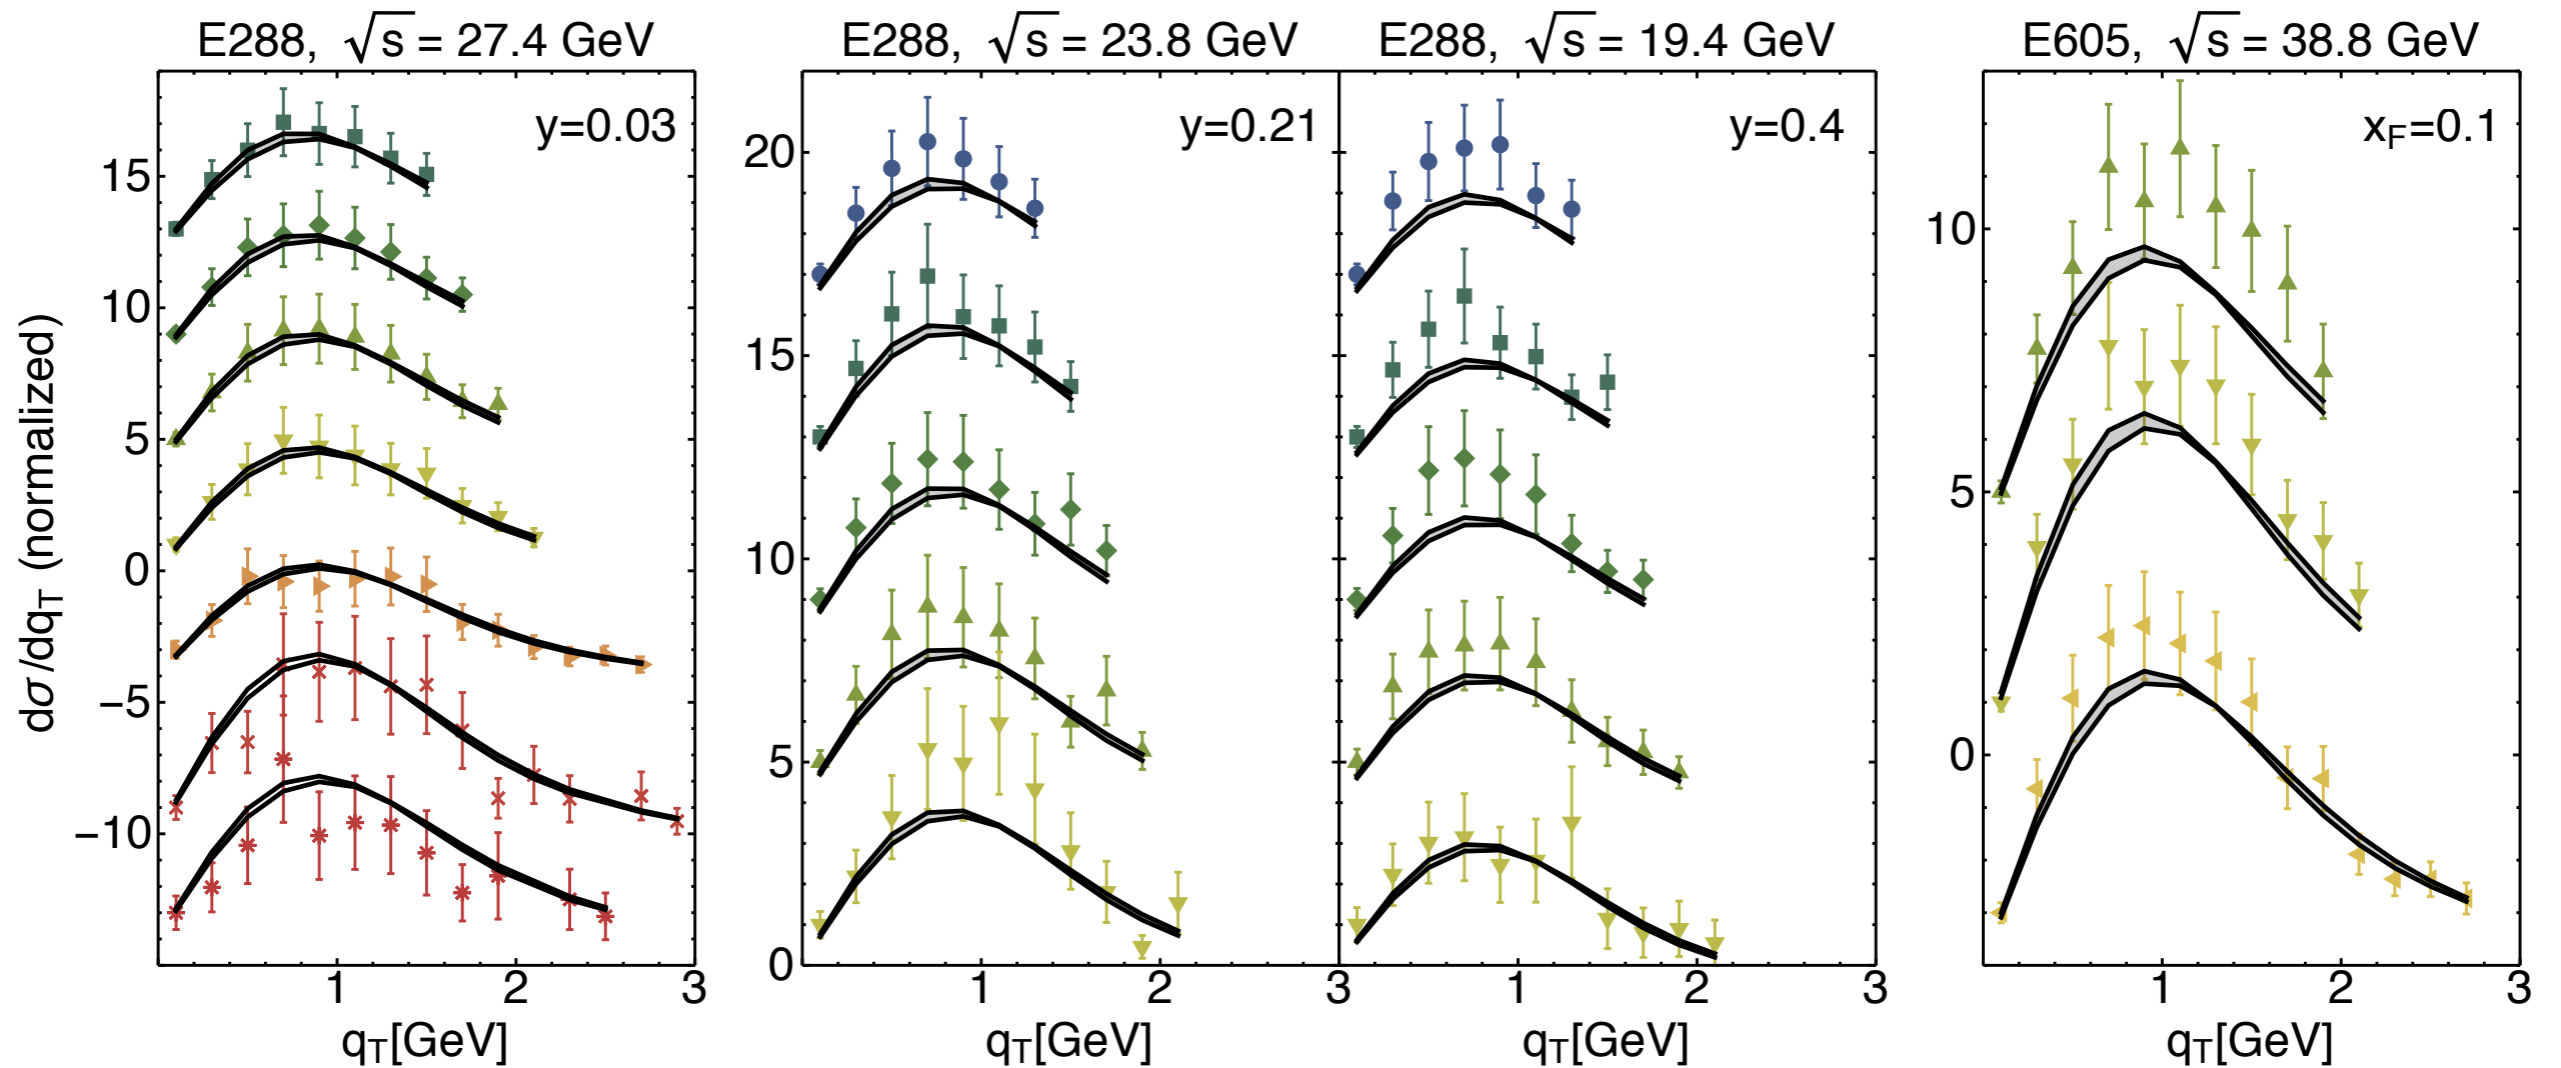 E288, √s = 27.4 GeV
E288, √s = 23.8 GeV
E288, √s = 19.4 GeV
E605, √s = 38.8 GeV
y=0.03
y=0.21
y=0.4
xF=0.1
dσ/dqT (normalized)
15
10
5
0
−5
−10
20
15
10
5
0
10
5
0
1 2 3
1 2 3
1 2 3
1 2 3
qT[GeV]
qT[GeV]
qT[GeV]
qT[GeV]